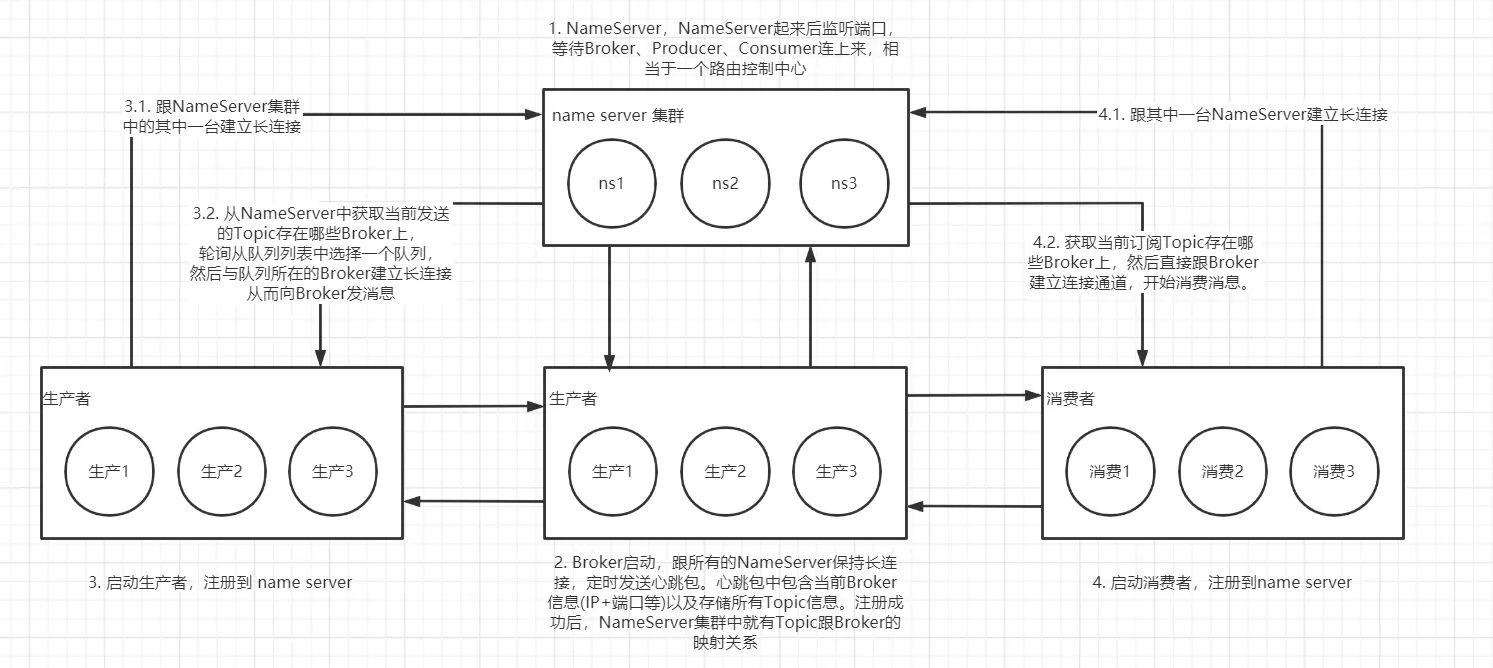 1. NameServer，NameServer起来后监听端口，
等待Broker、Producer、Consumer连上来，相
当于一个路由控制中心
3.1. 跟NameServer集群
中的其中一台建立长连接
name server 集群
4.1. 跟其中一台NameServer建立长连接
ns1
ns2
ns3
3.2. 从NameServer中获取当前发送
的Topic存在哪些Broker上，
轮询从队列列表中选择一个队列，
然后与队列所在的Broker建立长连接
从而向Broker发消息
4.2. 获取当前订阅Topic存在哪
些Broker上，然后直接跟Broker
建立连接通道，开始消费消息。
生产者
生产1
生产2
生产3
生产者
生产1
生产2
生产3
消费者
消费1
消费2
消费3
3. 启动生产者，注册到 name server
2. Broker启动，跟所有的NameServer保持长连
接，定时发送心跳包。心跳包中包含当前Broker
信息(IP+端口等)以及存储所有Topic信息。注册成
功后，NameServer集群中就有Topic跟Broker的
映射关系
4. 启动消费者，注册到name server